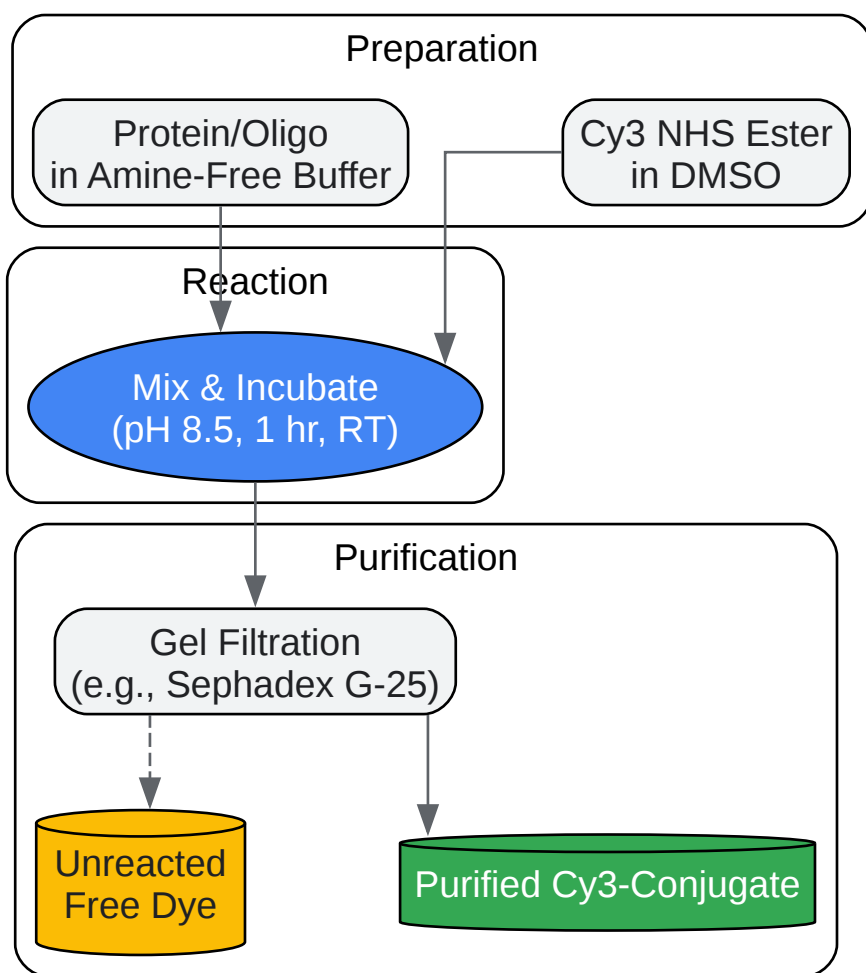 Preparation
Protein/Oligo
in Amine-Free Buffer
Cy3 NHS Ester
in DMSO
Reaction
Mix & Incubate
(pH 8.5, 1 hr, RT)
Purification
Gel Filtration
(e.g., Sephadex G-25)
Unreacted
Free Dye
Purified Cy3-Conjugate